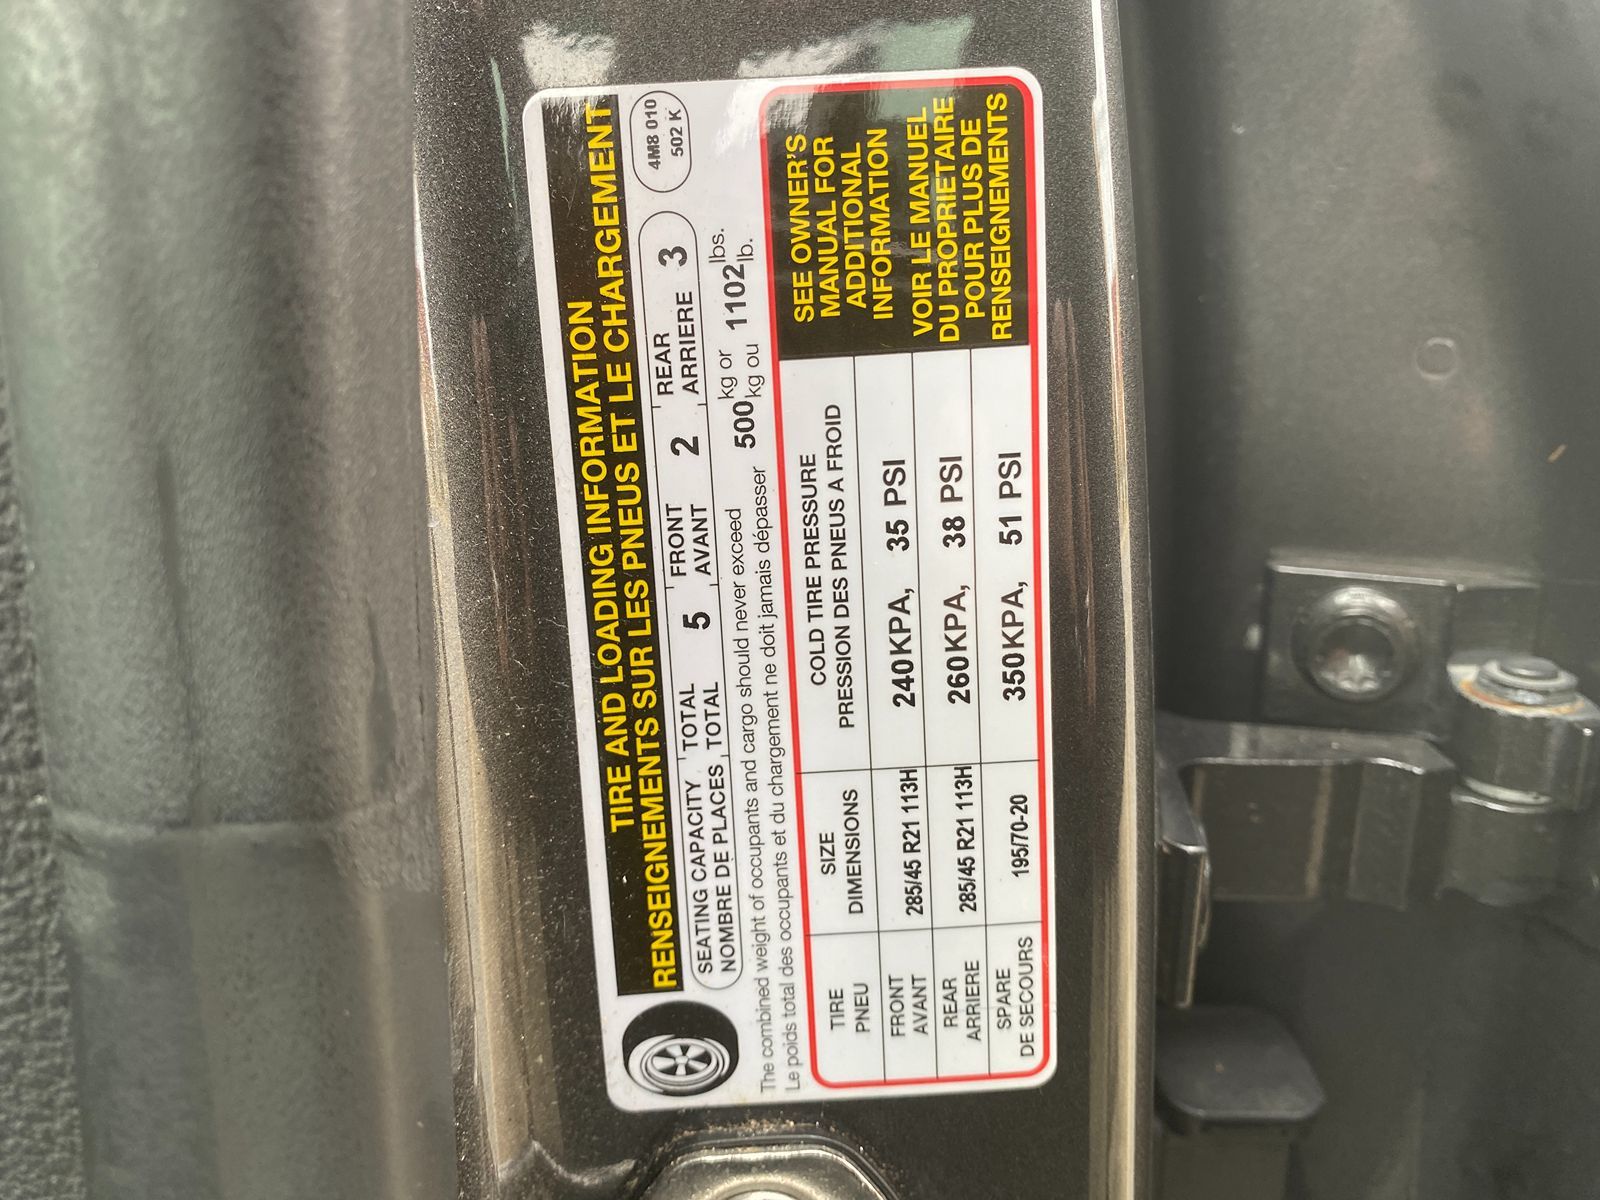 TIRE AND LOADING INFORMATION
RENSEIGNEMENTS SUR LES PNEUS ET LE CHARGEMENT
SEATING CAPACITY TOTAL 5 FRONT 2 REAR 3
NOMBRE DE PLACES TOTAL AVANT ARRIERE
4M8 010
502 K
The combined weight of occupants and cargo should never exceed 500 kg or 1102 lbs.
Le poids total des occupants et du chargement ne doit jamais dépasser kg ou lb.
TIRE SIZE COLD TIRE PRESSURE
PNEU DIMENSIONS PRESSION DES PNEUS A FROID
FRONT 285/45 R21 113H 240KPA, 35 PSI
AVANT
REAR 285/45 R21 113H 260KPA, 38 PSI
ARRIERE
SPARE 195/70-20 350KPA, 51 PSI
DE SECOURS
SEE OWNER'S
MANUAL FOR
ADDITIONAL
INFORMATION
VOIR LE MANUEL
DU PROPRIETAIRE
POUR PLUS DE
RENSEIGNEMENTS